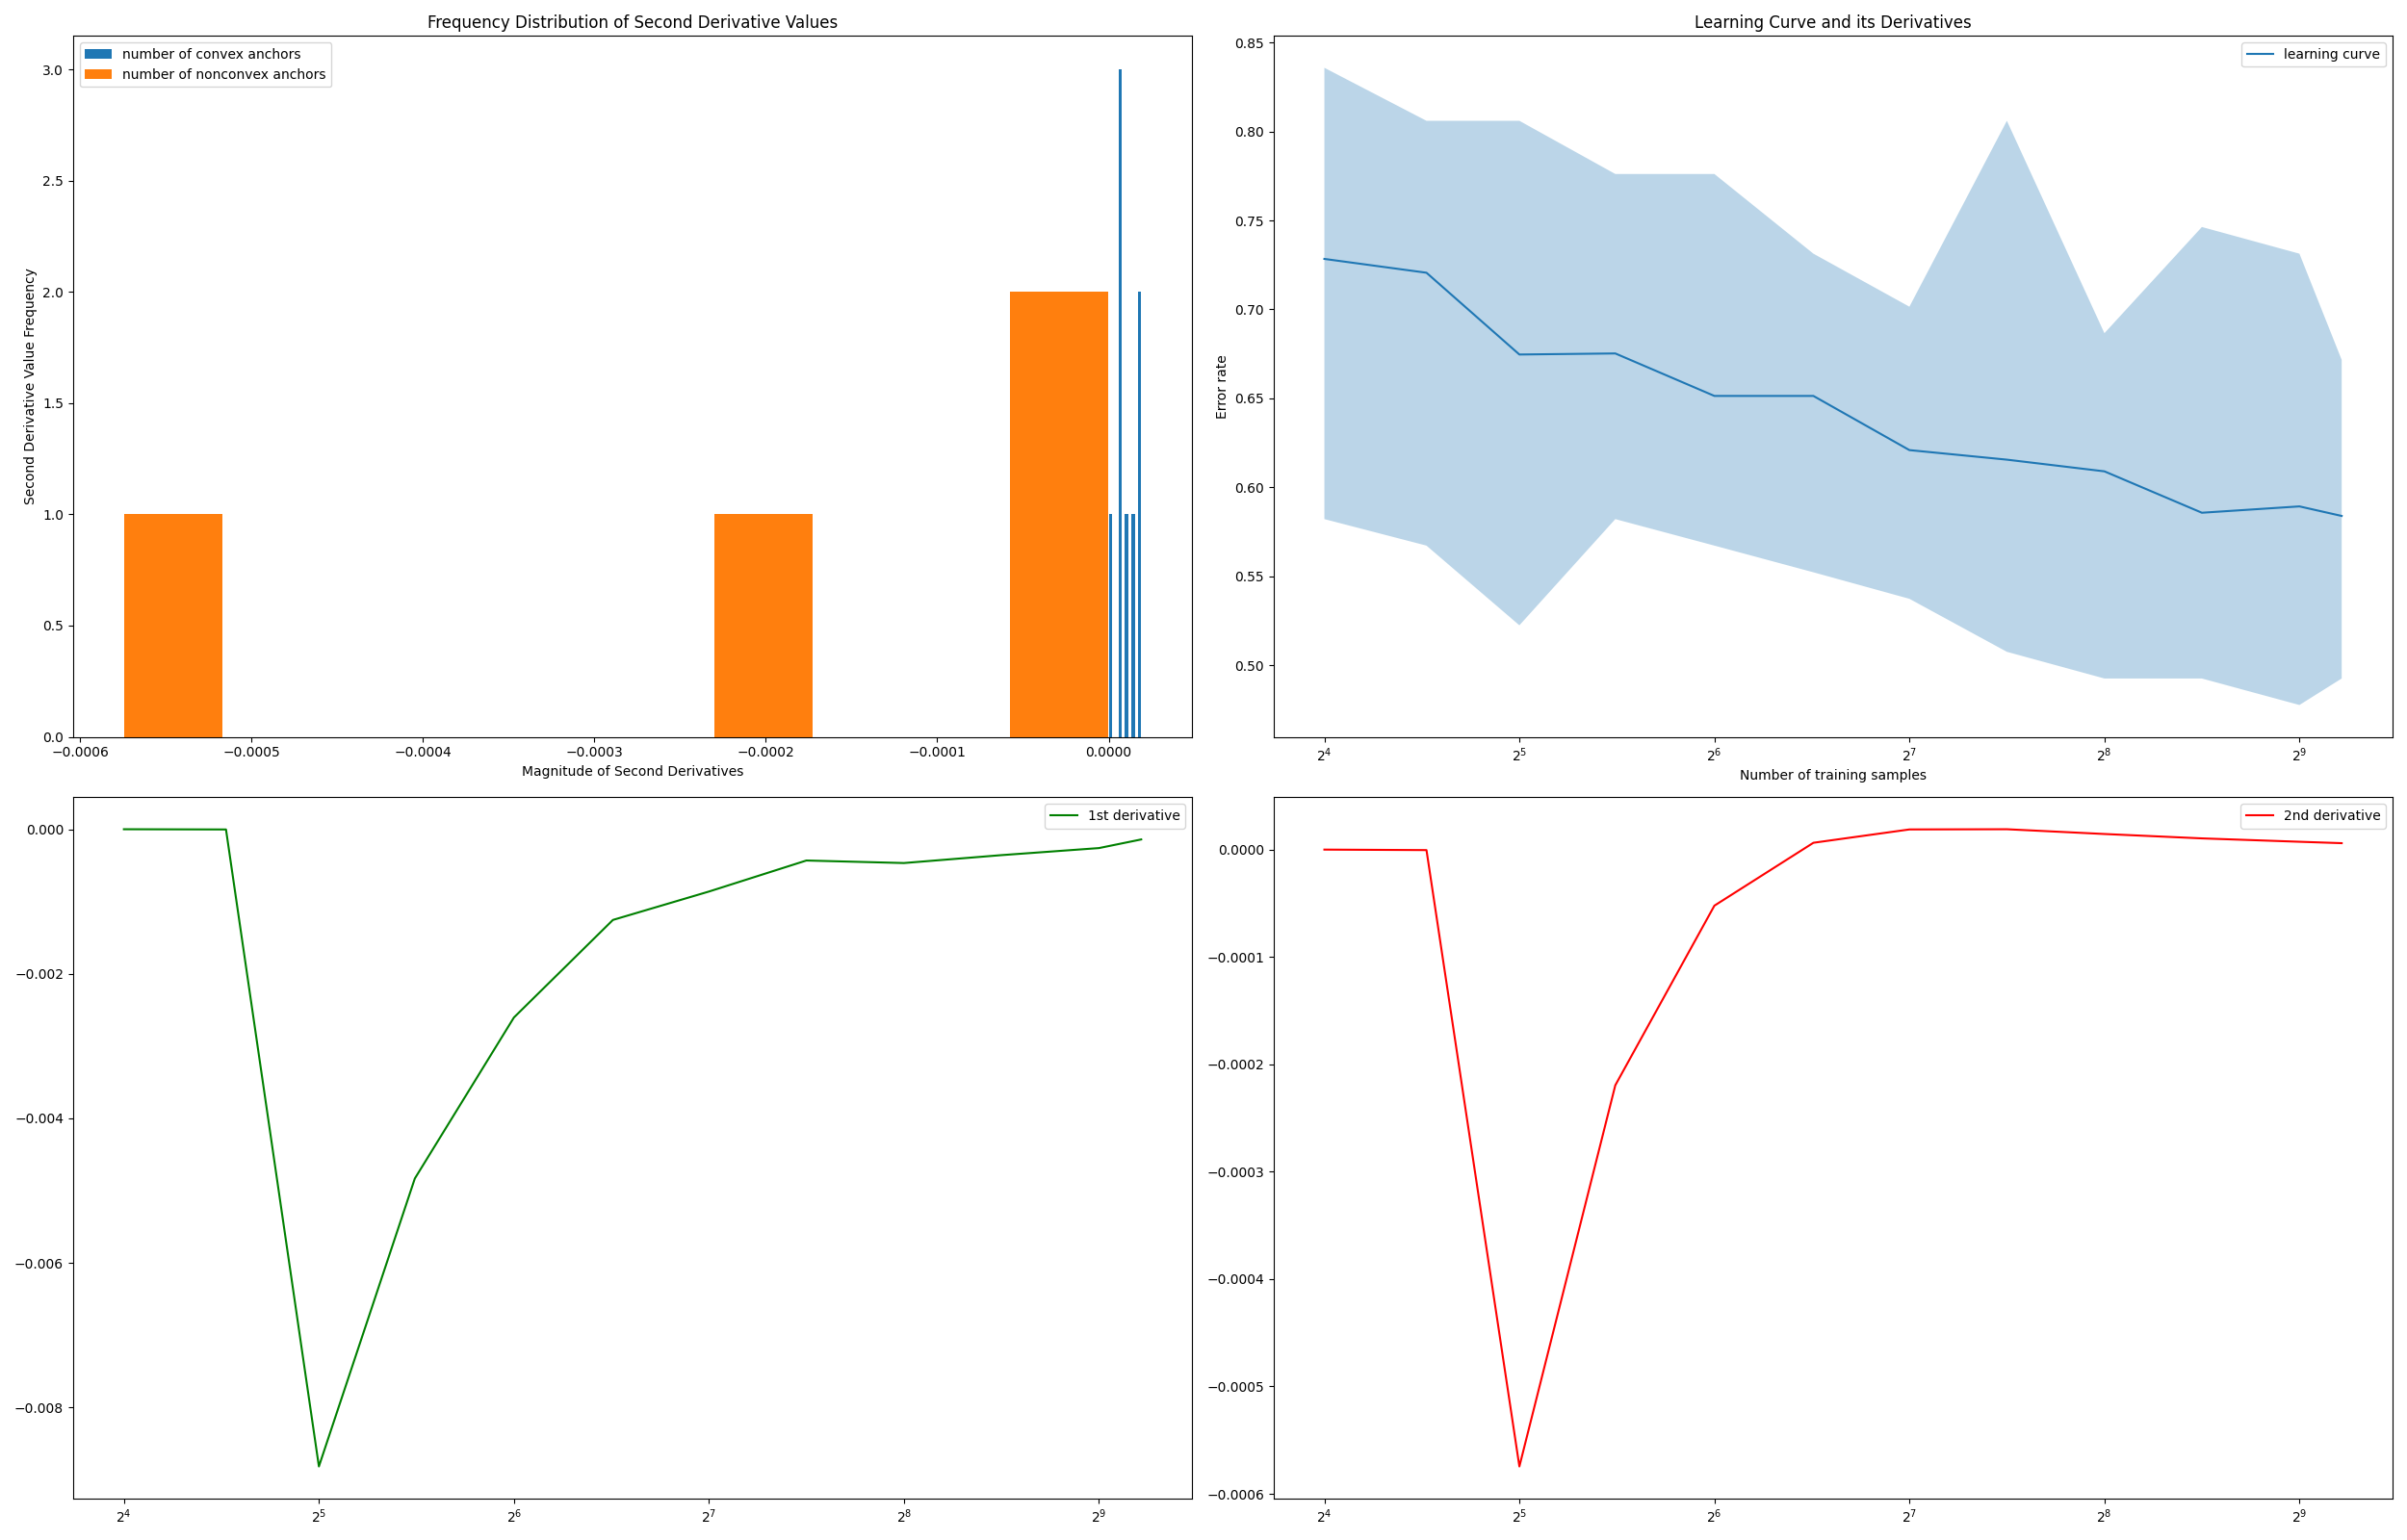 Frequency Distribution of Second Derivative Values
number of convex anchors
number of nonconvex anchors
Second Derivative Value Frequency
3.0
2.5
2.0
1.5
1.0
0.5
0.0
−0.0006 −0.0005 −0.0004 −0.0003 −0.0002 −0.0001 0.0000
Magnitude of Second Derivatives
Learning Curve and its Derivatives
learning curve
Error rate
0.85
0.80
0.75
0.70
0.65
0.60
0.55
0.50
2⁴ 2⁵ 2⁶ 2⁷ 2⁸ 2⁹
Number of training samples
1st derivative
0.000
−0.002
−0.004
−0.006
−0.008
2⁴ 2⁵ 2⁶ 2⁷ 2⁸ 2⁹
2nd derivative
0.0000
−0.0001
−0.0002
−0.0003
−0.0004
−0.0005
−0.0006
2⁴ 2⁵ 2⁶ 2⁷ 2⁸ 2⁹